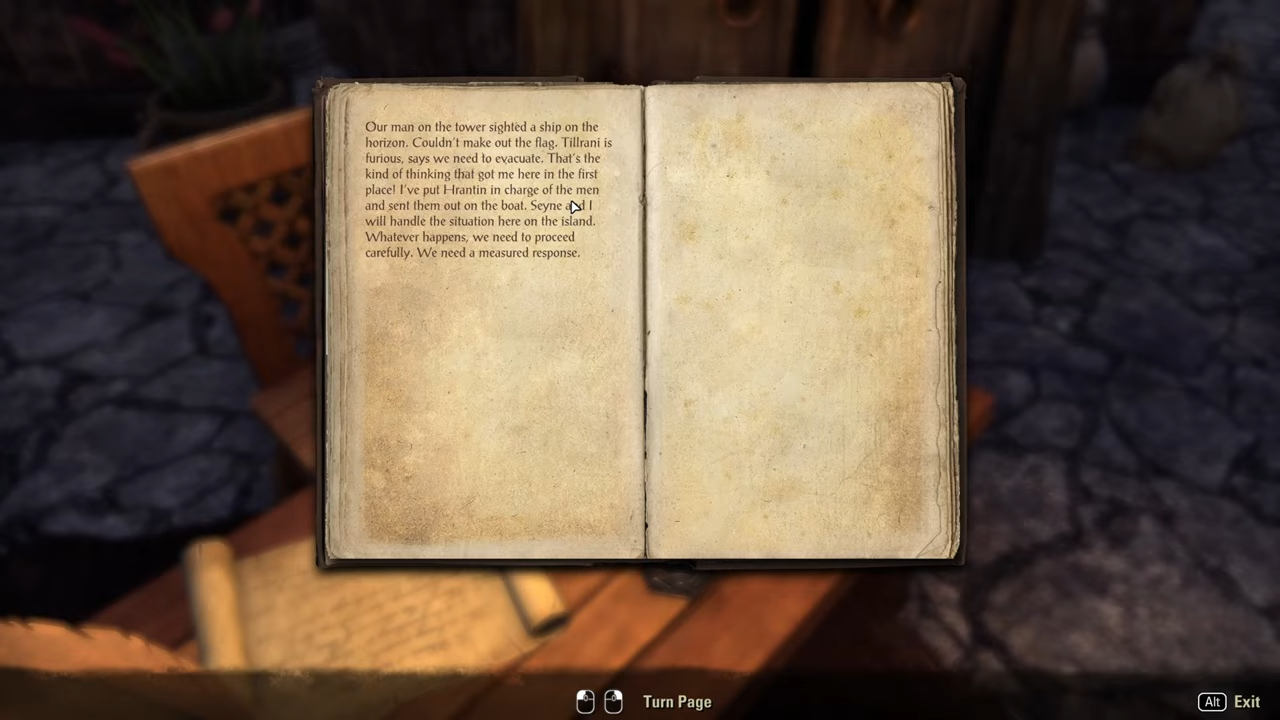 Our man on the tower sighted a ship on the
horizon. Couldn't make out the flag. Tillrani is
furious, says we need to evacuate. That's the
kind of thinking that got me here in the first
place! I've put Hrantin in charge of the men
and sent them out on the boat. Seyne and I
will handle the situation here on the island.
Whatever happens, we need to proceed
carefully. We need a measured response.
Turn Page
Alt Exit